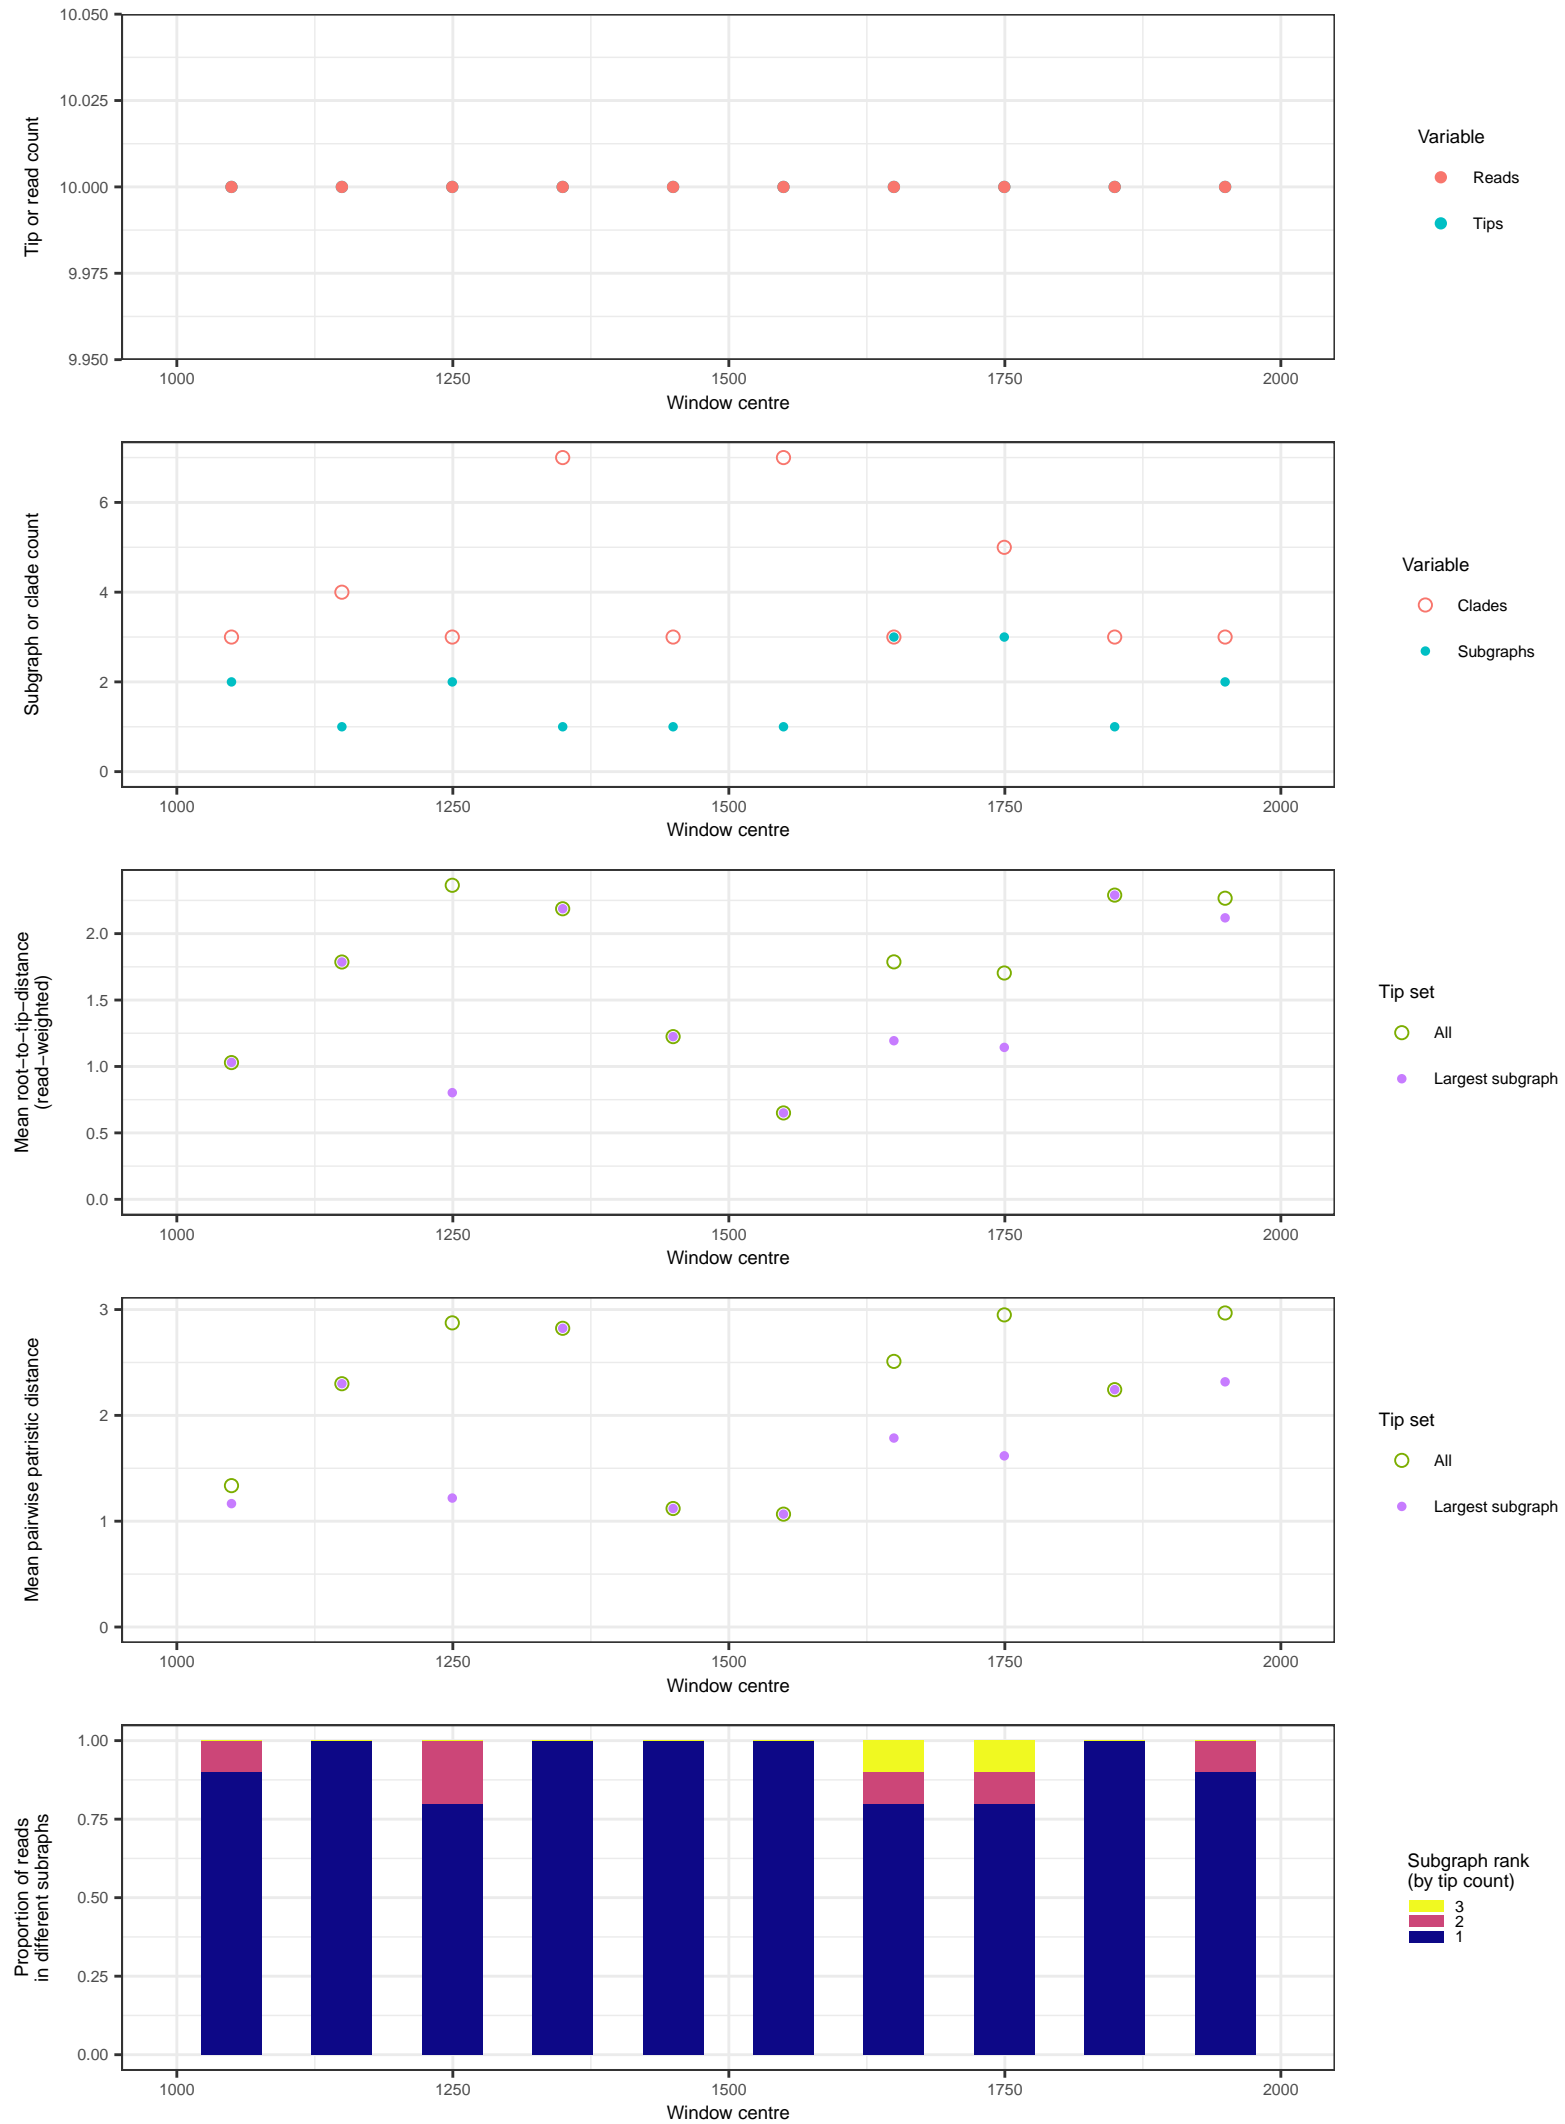 10.050
10.025
10.000
9.975
9.950
Tip or read count
1000 1250 1500 1750 2000
Window centre
Variable
Reads
Tips
6
4
2
0
Subgraph or clade count
1000 1250 1500 1750 2000
Window centre
Variable
Clades
Subgraphs
2.0
1.5
1.0
0.5
0.0
Mean root−to−tip−distance
(read−weighted)
1000 1250 1500 1750 2000
Window centre
Tip set
All
Largest subgraph
3
2
1
0
Mean pairwise patristic distance
1000 1250 1500 1750 2000
Window centre
Tip set
All
Largest subgraph
1.00
0.75
0.50
0.25
0.00
Proportion of reads
in different subraphs
1000 1250 1500 1750 2000
Window centre
Subgraph rank
(by tip count)
3
2
1